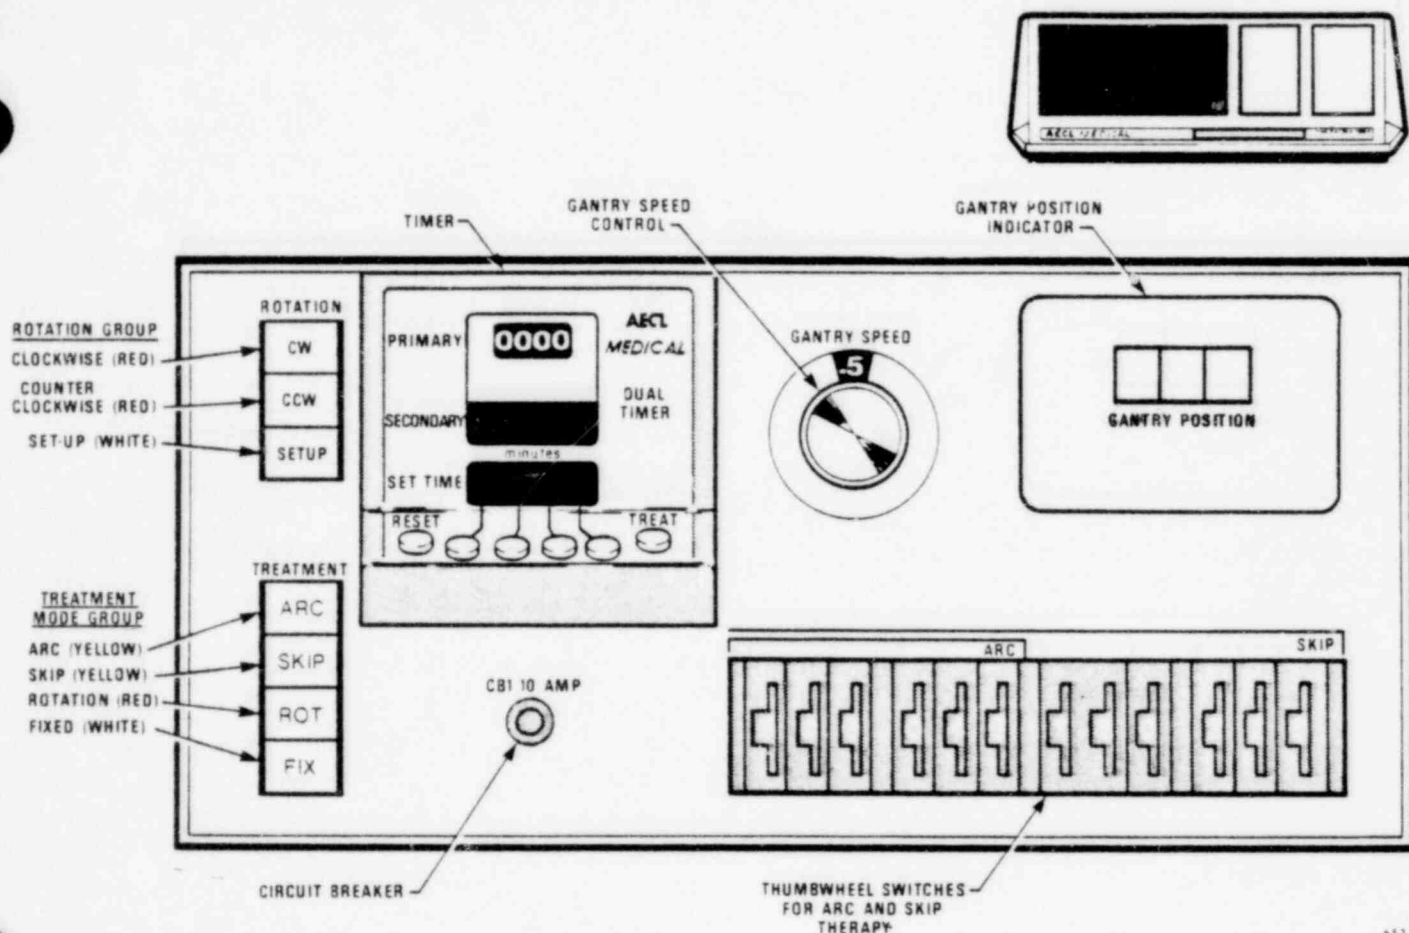 AECL MEDICAL
TIMER
GANTRY SPEED
CONTROL
GANTRY POSITION
INDICATOR
ROTATION GROUP
CLOCKWISE (RED)
COUNTER
CLOCKWISE (RED)
SET-UP (WHITE)
ROTATION
CW
CCW
SETUP
PRIMARY
0000
AECL
MEDICAL
SECONDARY
DUAL
TIMER
minutes
SET TIME
RESET
TREAT
GANTRY SPEED
.5
GANTRY POSITION
TREATMENT
MODE GROUP
ARC (YELLOW)
SKIP (YELLOW)
ROTATION (RED)
FIXED (WHITE)
TREATMENT
ARC
SKIP
ROT
FIX
CB1 10 AMP
ARC
SKIP
CIRCUIT BREAKER
THUMBWHEEL SWITCHES
FOR ARC AND SKIP
THERAPY